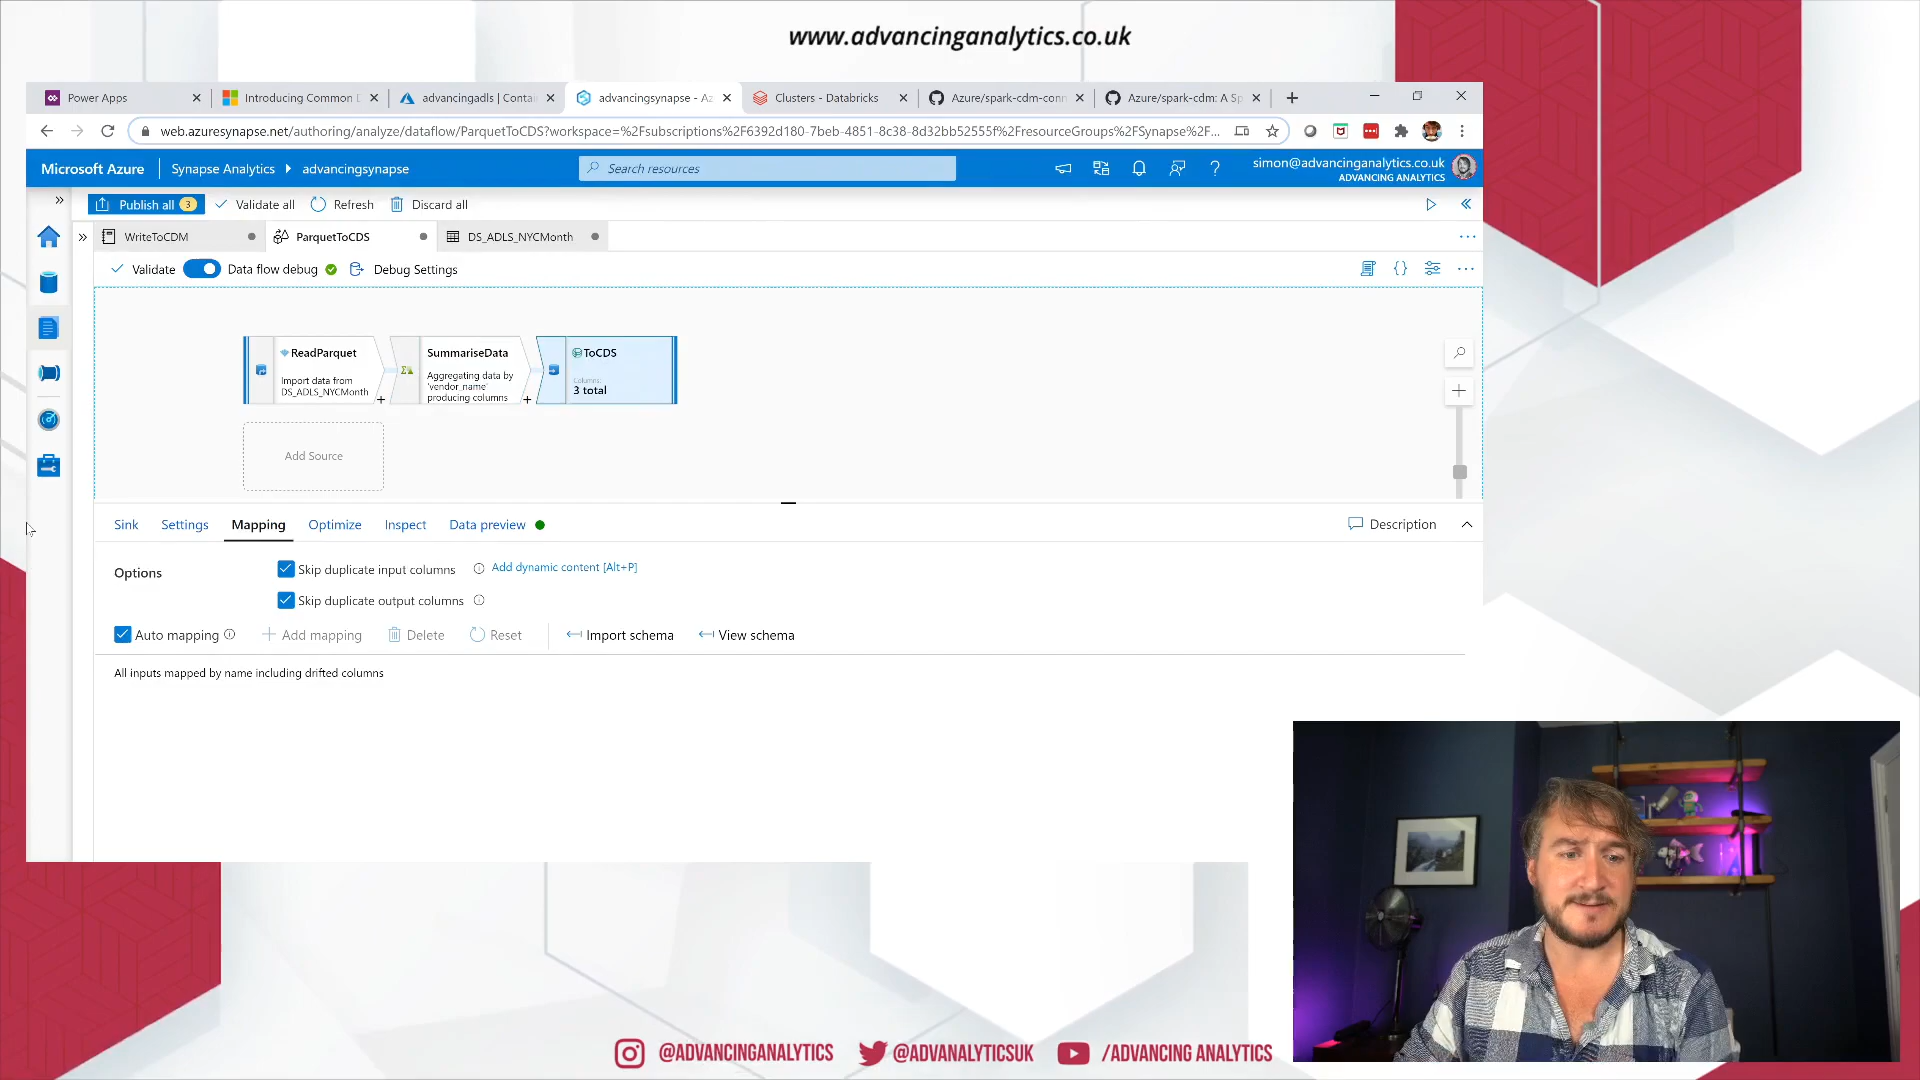 www.advancinganalytics.co.uk
Power Apps
Introducing Common D
advancingadls | Contai
advancingsynapse - Az
Clusters - Databricks
Azure/spark-cdm-conn
Azure/spark-cdm: A Sp
web.azuresynapse.net/authoring/analyze/dataflow/ParquetToCDS?workspace=%2Fsubscriptions%2F6392d180-7beb-4851-8c38-8d32bb52555f%2FresourceGroups%2FSynapse%2F...
Microsoft Azure
Synapse Analytics
advancingsynapse
Search resources
simon@advancinganalytics.co.uk
ADVANCING ANALYTICS
Publish all 3
Validate all
Refresh
Discard all
WriteToCDM
ParquetToCDS
DS_ADLS_NYCMonth
Validate
Data flow debug
Debug Settings
ReadParquet
Import data from
DS_ADLS_NYCMonth
SummariseData
Aggregating data by
'vendor_name'
producing columns
ToCDS
Columns:
3 total
Add Source
Sink
Settings
Mapping
Optimize
Inspect
Data preview
Description
Options
Skip duplicate input columns
Add dynamic content [Alt+P]
Skip duplicate output columns
Auto mapping
Add mapping
Delete
Reset
Import schema
View schema
All inputs mapped by name including drifted columns
@ADVANCINGANALYTICS
@ADVANALYTICSUK
/ADVANCING ANALYTICS